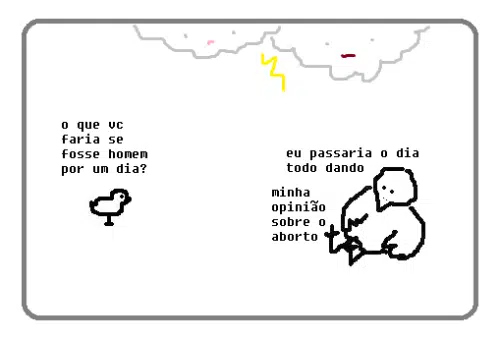 o que vc
faria se
fosse homem
por um dia?
eu passaria o dia
todo dando
minha
opinião
sobre o
aborto